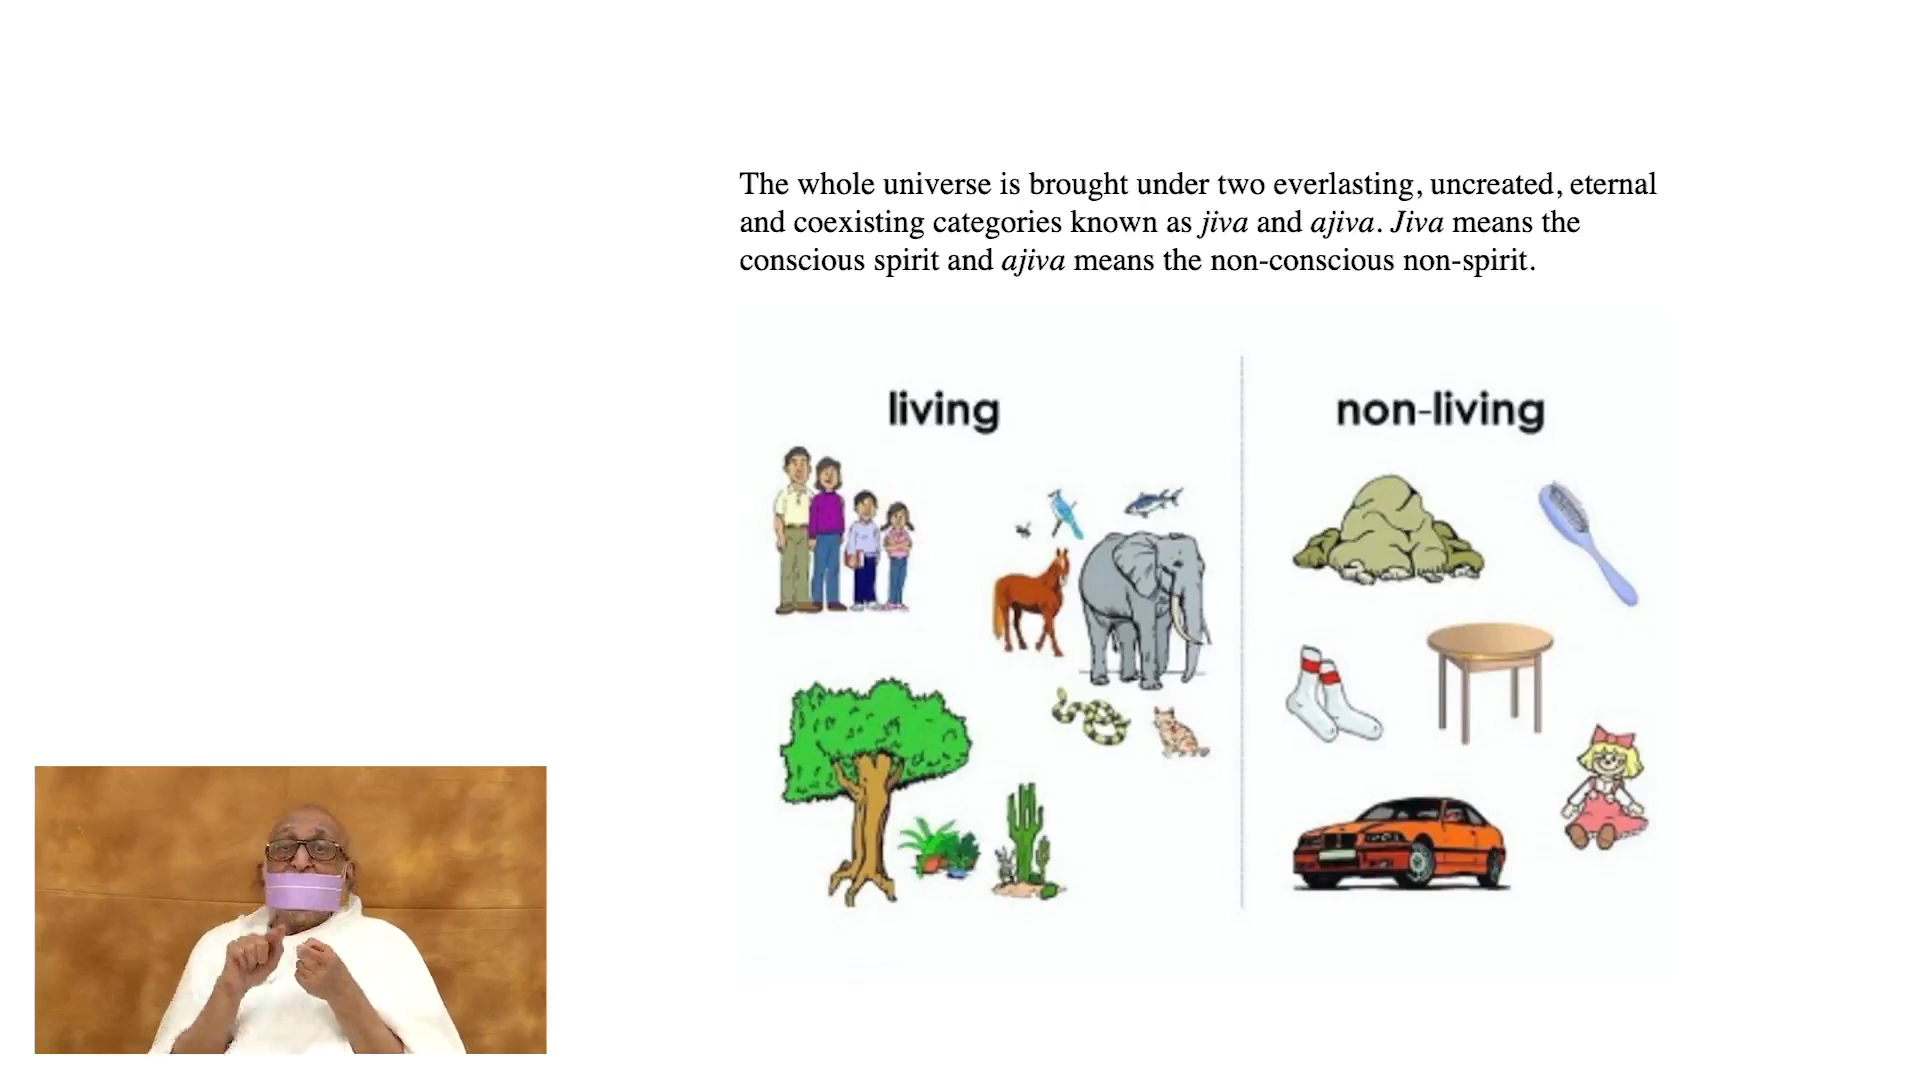 The whole universe is brought under two everlasting, uncreated, eternal
and coexisting categories known as jiva and ajiva. Jiva means the
conscious spirit and ajiva means the non-conscious non-spirit.
living
non-living